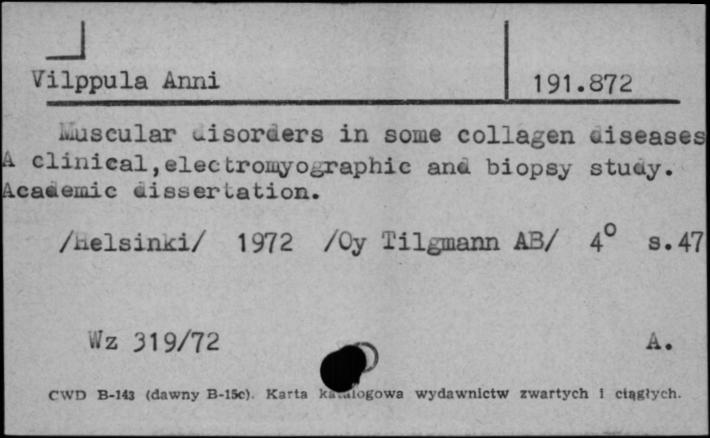 Vilppula Anni 191.872
Muscular disorders in some collagen diseases
A clinical,electromyographic and biopsy study.
Academic dissertation.
/Helsinki/ 1972 /Oy Tilgmann AB/ 4° s.47
Wz 319/72 A.
CWD B-143 (dawny B-15c). Karta katalogowa wydawnictw zwartych i ciągłych.